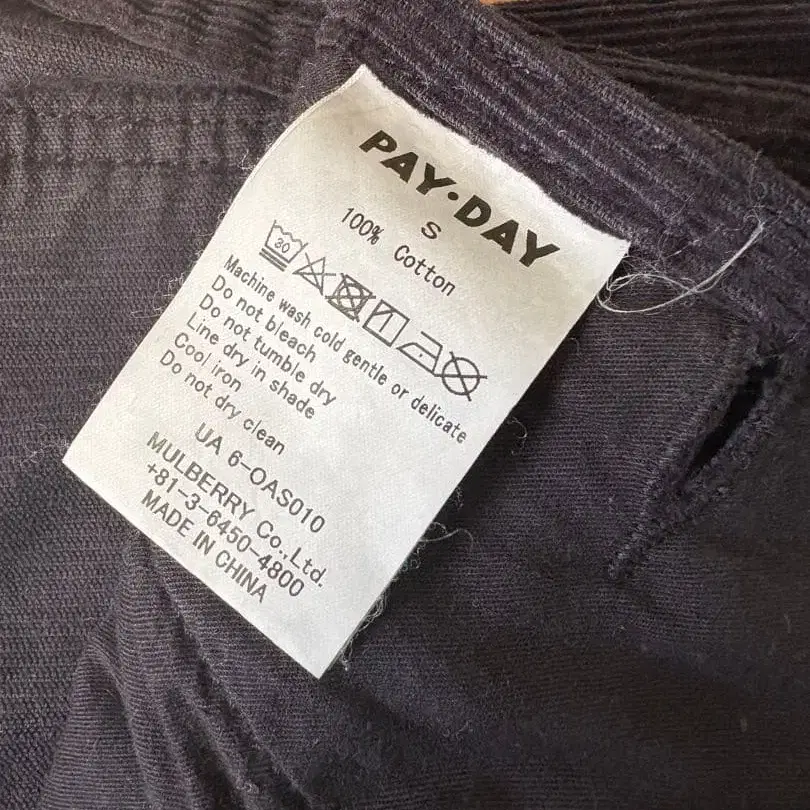 PAY·DAY
S
100% Cotton
30
Machine wash cold gentle or delicate
Do not bleach
Do not tumble dry
Line dry in shade
Cool iron
Do not dry clean
UA 6-OAS010
MULBERRY Co.,Ltd.
+81-3-6450-4800
MADE IN CHINA